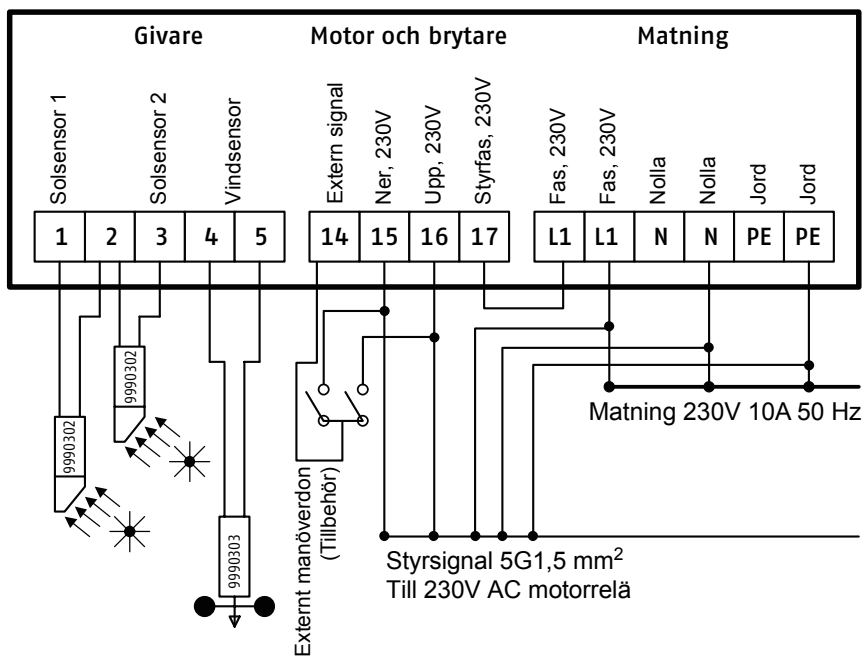 Givare
Motor och brytare
Matning
Solsensor 1
Solsensor 2
Vindsensor
Extern signal
Ner, 230V
Upp, 230V
Styrfas, 230V
Fas, 230V
Fas, 230V
Nolla
Nolla
Jord
Jord
1 2 3 4 5
14 15 16 17
L1 L1 N N PE PE
9990302
9990302
9990303
Externt manöverdon
(Tillbehör)
Matning 230V 10A 50 Hz
Styrsignal 5G1,5 mm²
Till 230V AC motorrelä